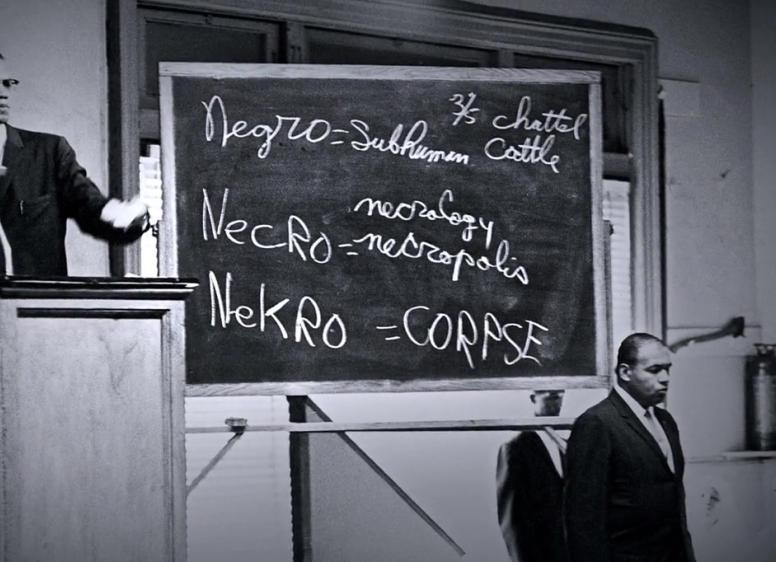 3/5 chattel
Negro = Subhuman cattle
necrology
NecRo = necropolis
NeKRo = CORPSE